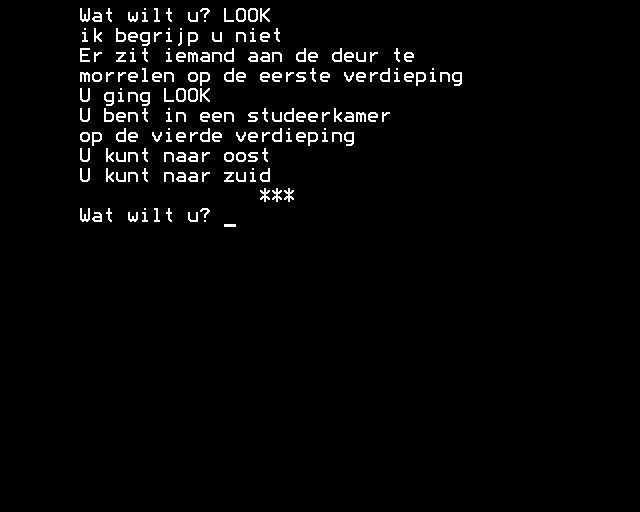 Wat wilt u? LOOK
ik begrijp u niet
Er zit iemand aan de deur te
morrelen op de eerste verdieping
U ging LOOK
U bent in een studeerkamer
op de vierde verdieping
U kunt naar oost
U kunt naar zuid
***
Wat wilt u? _